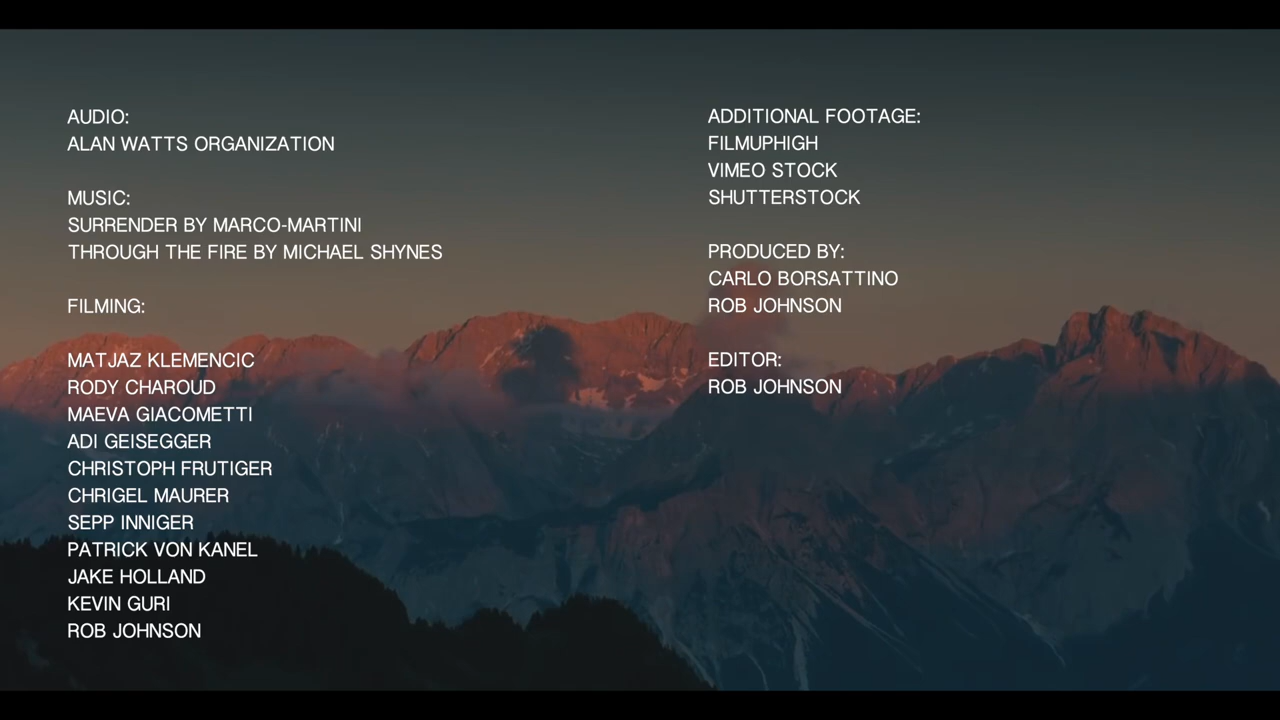 AUDIO:
ALAN WATTS ORGANIZATION
MUSIC:
SURRENDER BY MARCO-MARTINI
THROUGH THE FIRE BY MICHAEL SHYNES
FILMING:
MATJAZ KLEMENCIC
RODY CHAROUD
MAEVA GIACOMETTI
ADI GEISEGGER
CHRISTOPH FRUTIGER
CHRIGEL MAURER
SEPP INNIGER
PATRICK VON KANEL
JAKE HOLLAND
KEVIN GURI
ROB JOHNSON
ADDITIONAL FOOTAGE:
FILMUPHIGH
VIMEO STOCK
SHUTTERSTOCK
PRODUCED BY:
CARLO BORSATTINO
ROB JOHNSON
EDITOR:
ROB JOHNSON